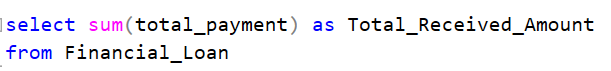 select sum(total_payment) as Total_Received_Amount
from Financial_Loan